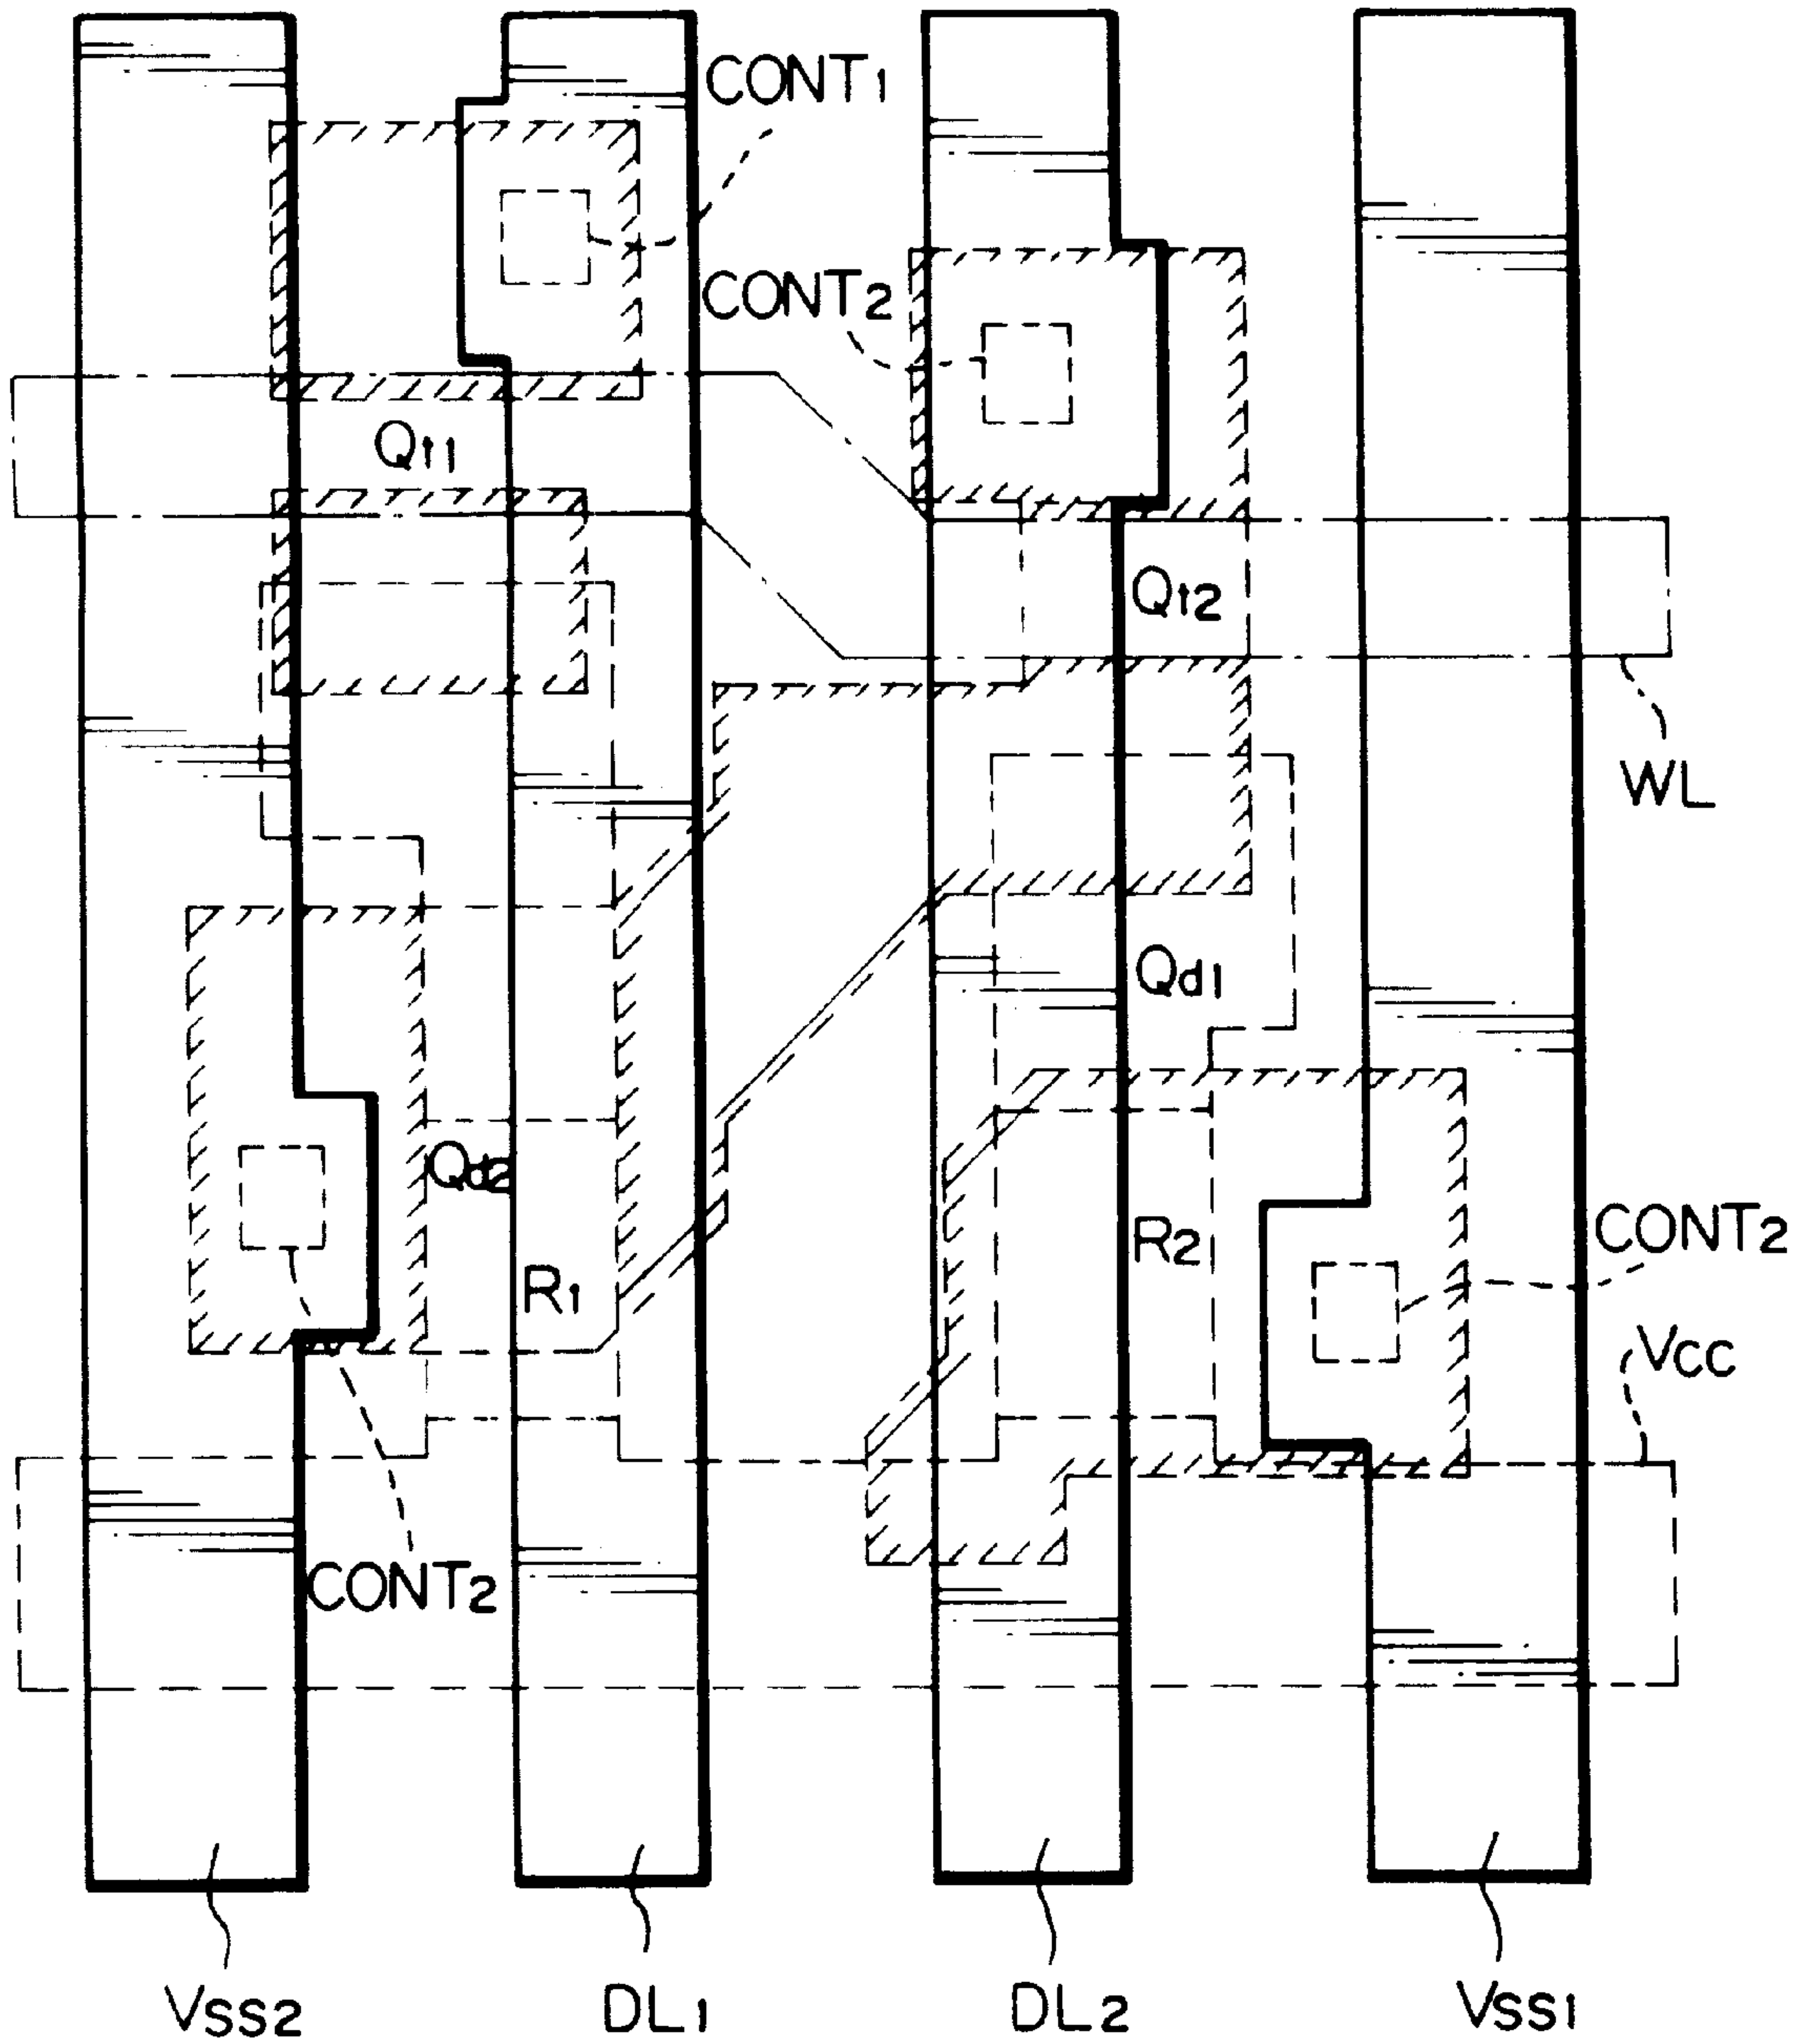 CONT1
CONT2
Qt1
Qt2
WL
Qd1
Qd2
R2
CONT2
R1
VCC
CONT2
VSS2
DL1
DL2
VSS1